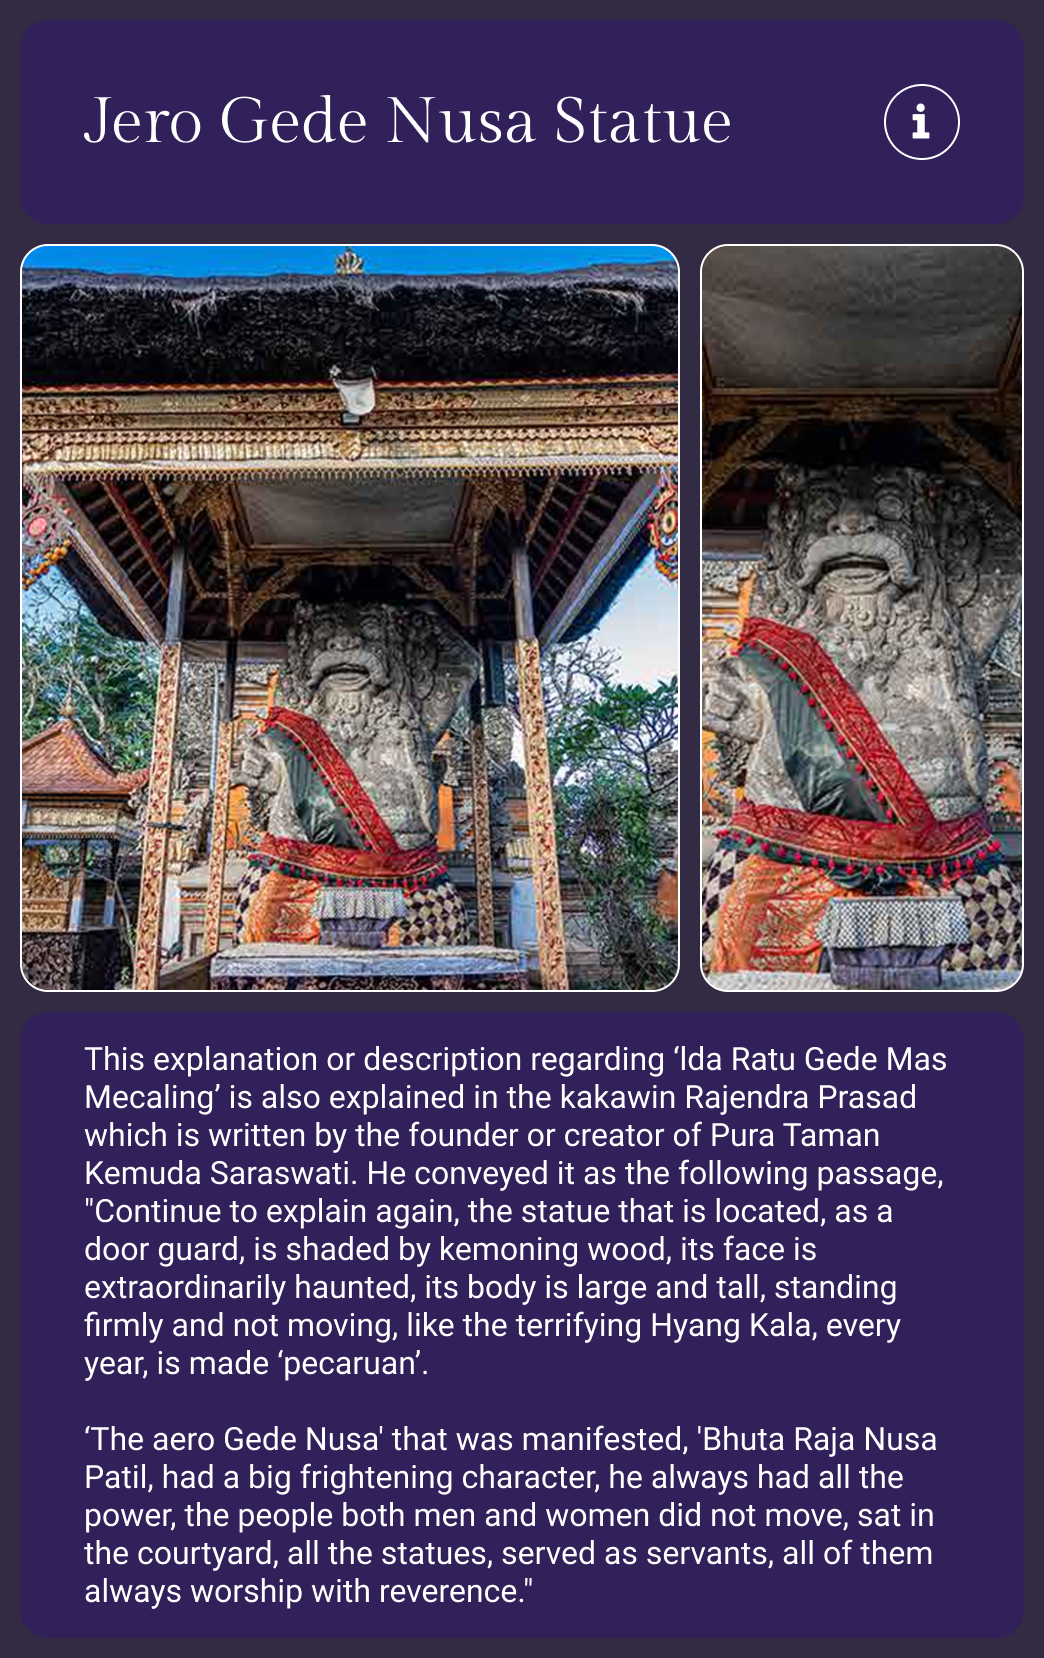 Jero Gede Nusa Statue
This explanation or description regarding ‘Ida Ratu Gede Mas
Mecaling’ is also explained in the kakawin Rajendra Prasad
which is written by the founder or creator of Pura Taman
Kemuda Saraswati. He conveyed it as the following passage,
"Continue to explain again, the statue that is located, as a
door guard, is shaded by kemoning wood, its face is
extraordinarily haunted, its body is large and tall, standing
firmly and not moving, like the terrifying Hyang Kala, every
year, is made ‘pecaruan’.
‘The aero Gede Nusa' that was manifested, 'Bhuta Raja Nusa
Patil, had a big frightening character, he always had all the
power, the people both men and women did not move, sat in
the courtyard, all the statues, served as servants, all of them
always worship with reverence."